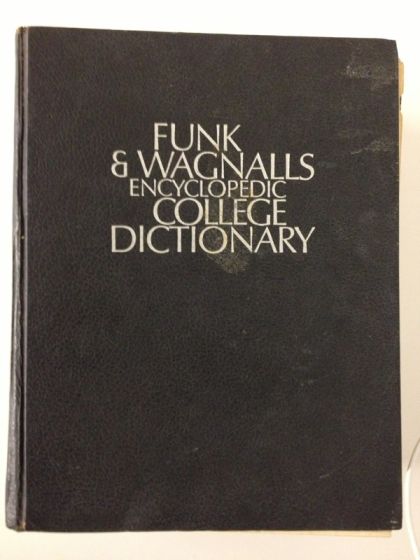 FUNK
& WAGNALLS
ENCYCLOPEDIC
COLLEGE
DICTIONARY